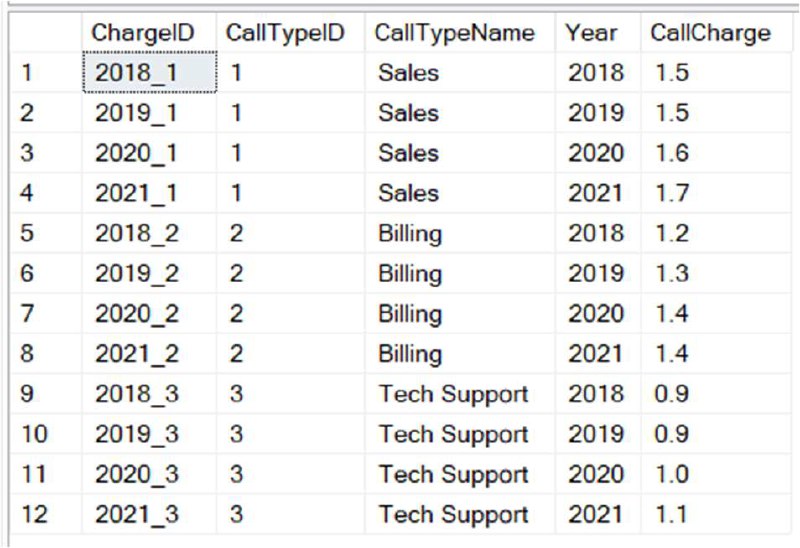 ChargeID CallTypeID CallTypeName Year CallCharge
1 2018_1 1 Sales 2018 1.5
2 2019_1 1 Sales 2019 1.5
3 2020_1 1 Sales 2020 1.6
4 2021_1 1 Sales 2021 1.7
5 2018_2 2 Billing 2018 1.2
6 2019_2 2 Billing 2019 1.3
7 2020_2 2 Billing 2020 1.4
8 2021_2 2 Billing 2021 1.4
9 2018_3 3 Tech Support 2018 0.9
10 2019_3 3 Tech Support 2019 0.9
11 2020_3 3 Tech Support 2020 1.0
12 2021_3 3 Tech Support 2021 1.1